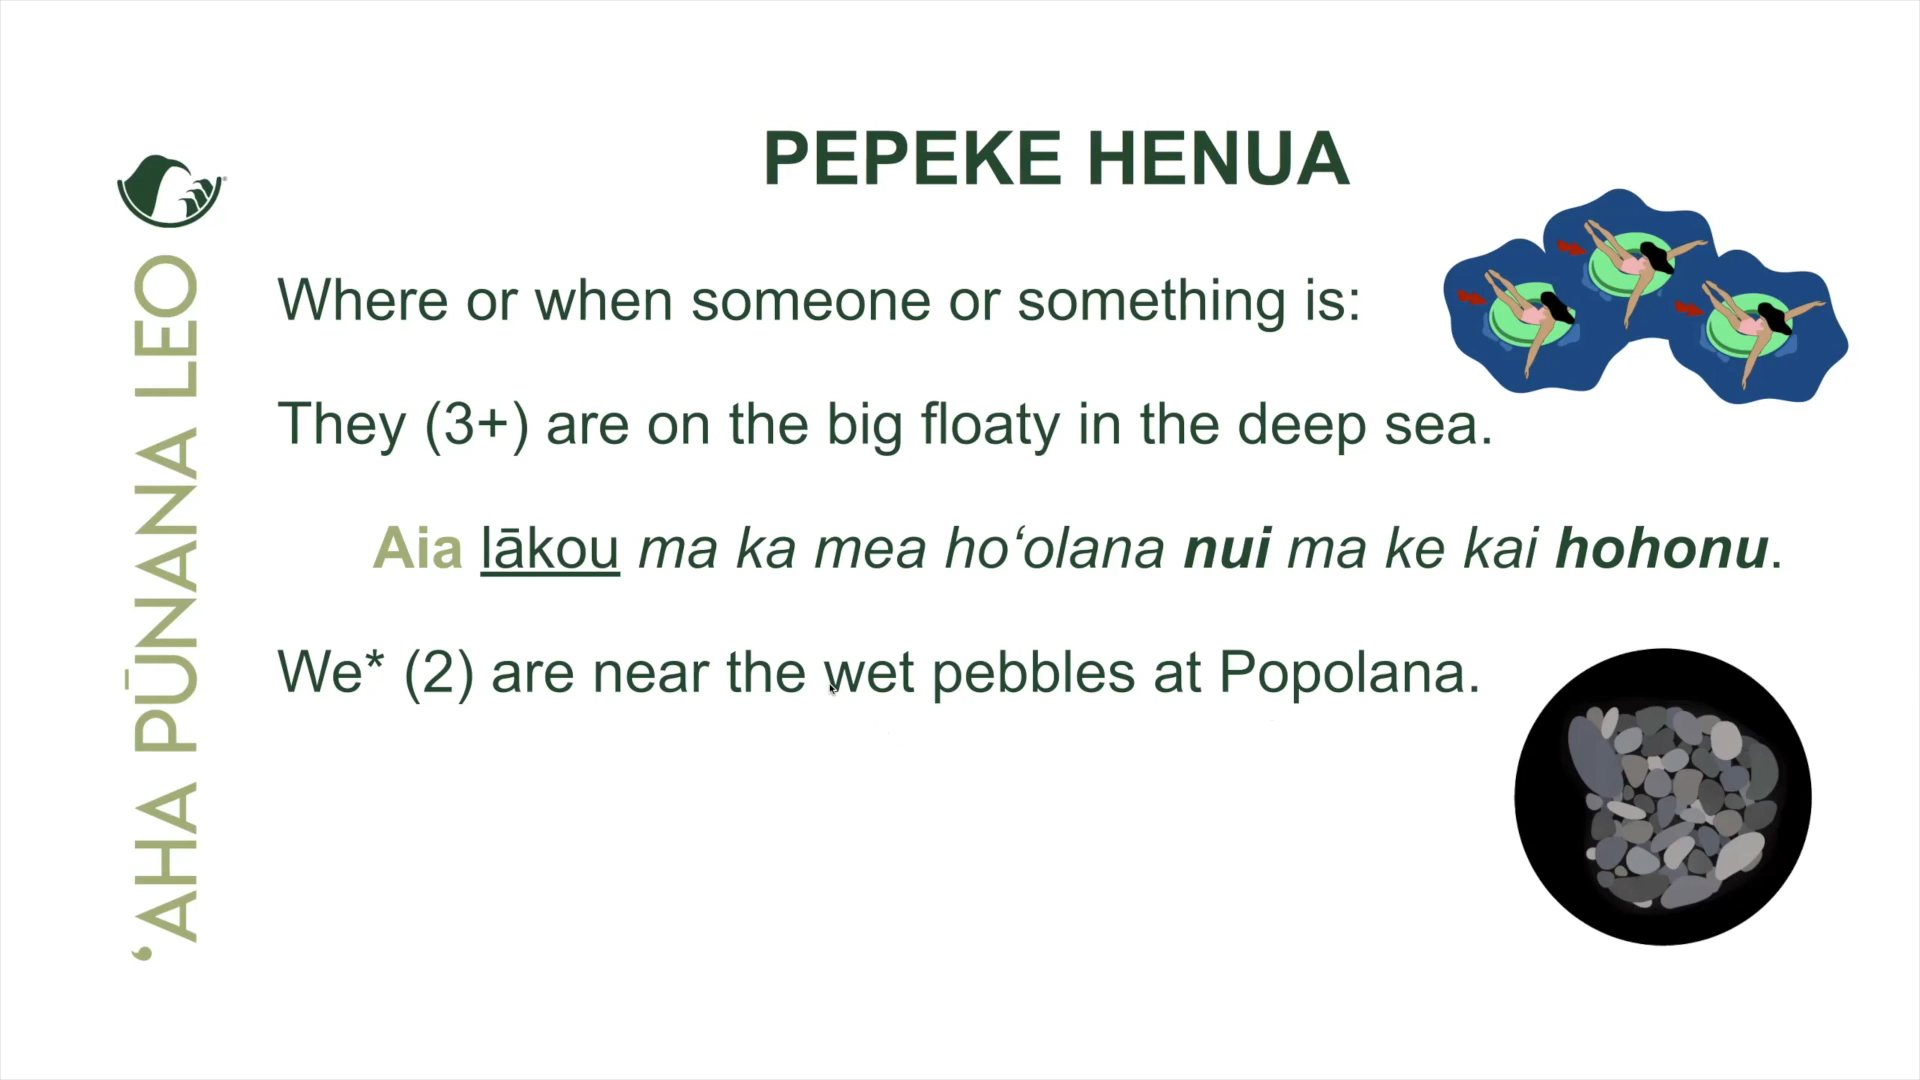 PEPEKE HENUA
ʻAHA PŪNANA LEO
Where or when someone or something is:
They (3+) are on the big floaty in the deep sea.
Aia lākou ma ka mea hoʻolana nui ma ke kai hohonu.
We* (2) are near the wet pebbles at Popolana.